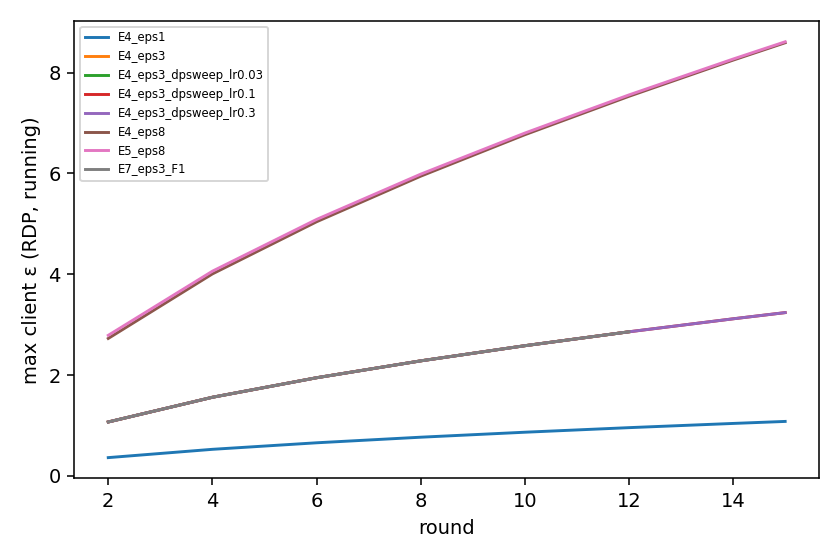 E4_eps1
E4_eps3
E4_eps3_dpsweep_lr0.03
E4_eps3_dpsweep_lr0.1
E4_eps3_dpsweep_lr0.3
E4_eps8
E5_eps8
E7_eps3_F1
max client ε (RDP, running)
8
6
4
2
0
2 4 6 8 10 12 14
round